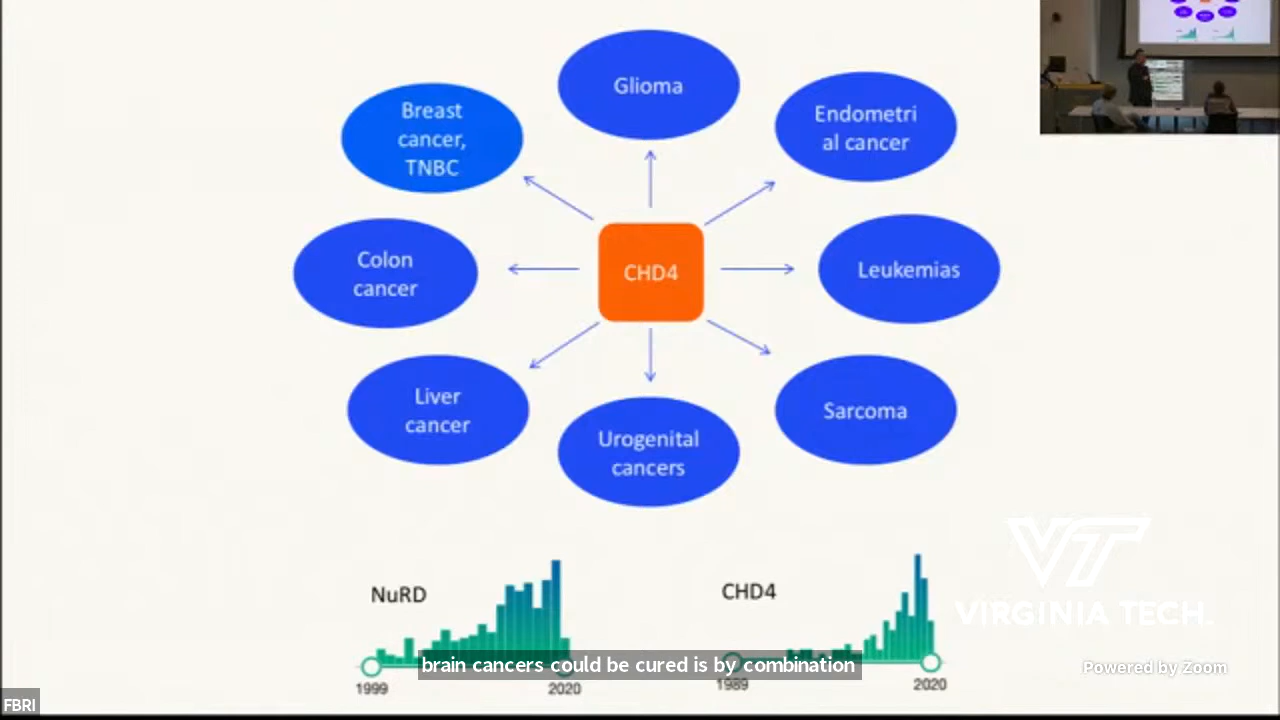 Glioma
Breast
cancer,
TNBC
Endometri
al cancer
Colon
cancer
CHD4
Leukemias
Liver
cancer
Urogenital
cancers
Sarcoma
NuRD
CHD4
VT
VIRGINIA TECH.
brain cancers could be cured is by combination
Powered by Zoom
1999
2020
1989
2020
FBRI